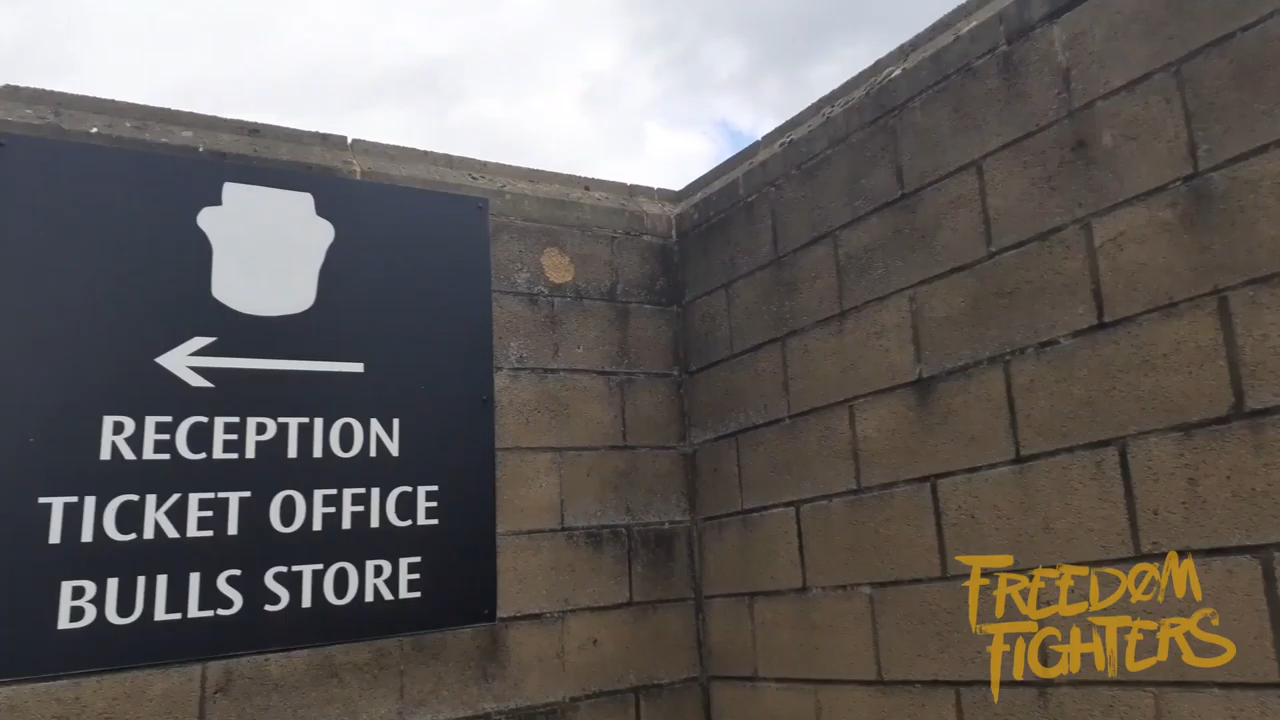 RECEPTION
TICKET OFFICE
BULLS STORE
FREEDOM
FIGHTERS